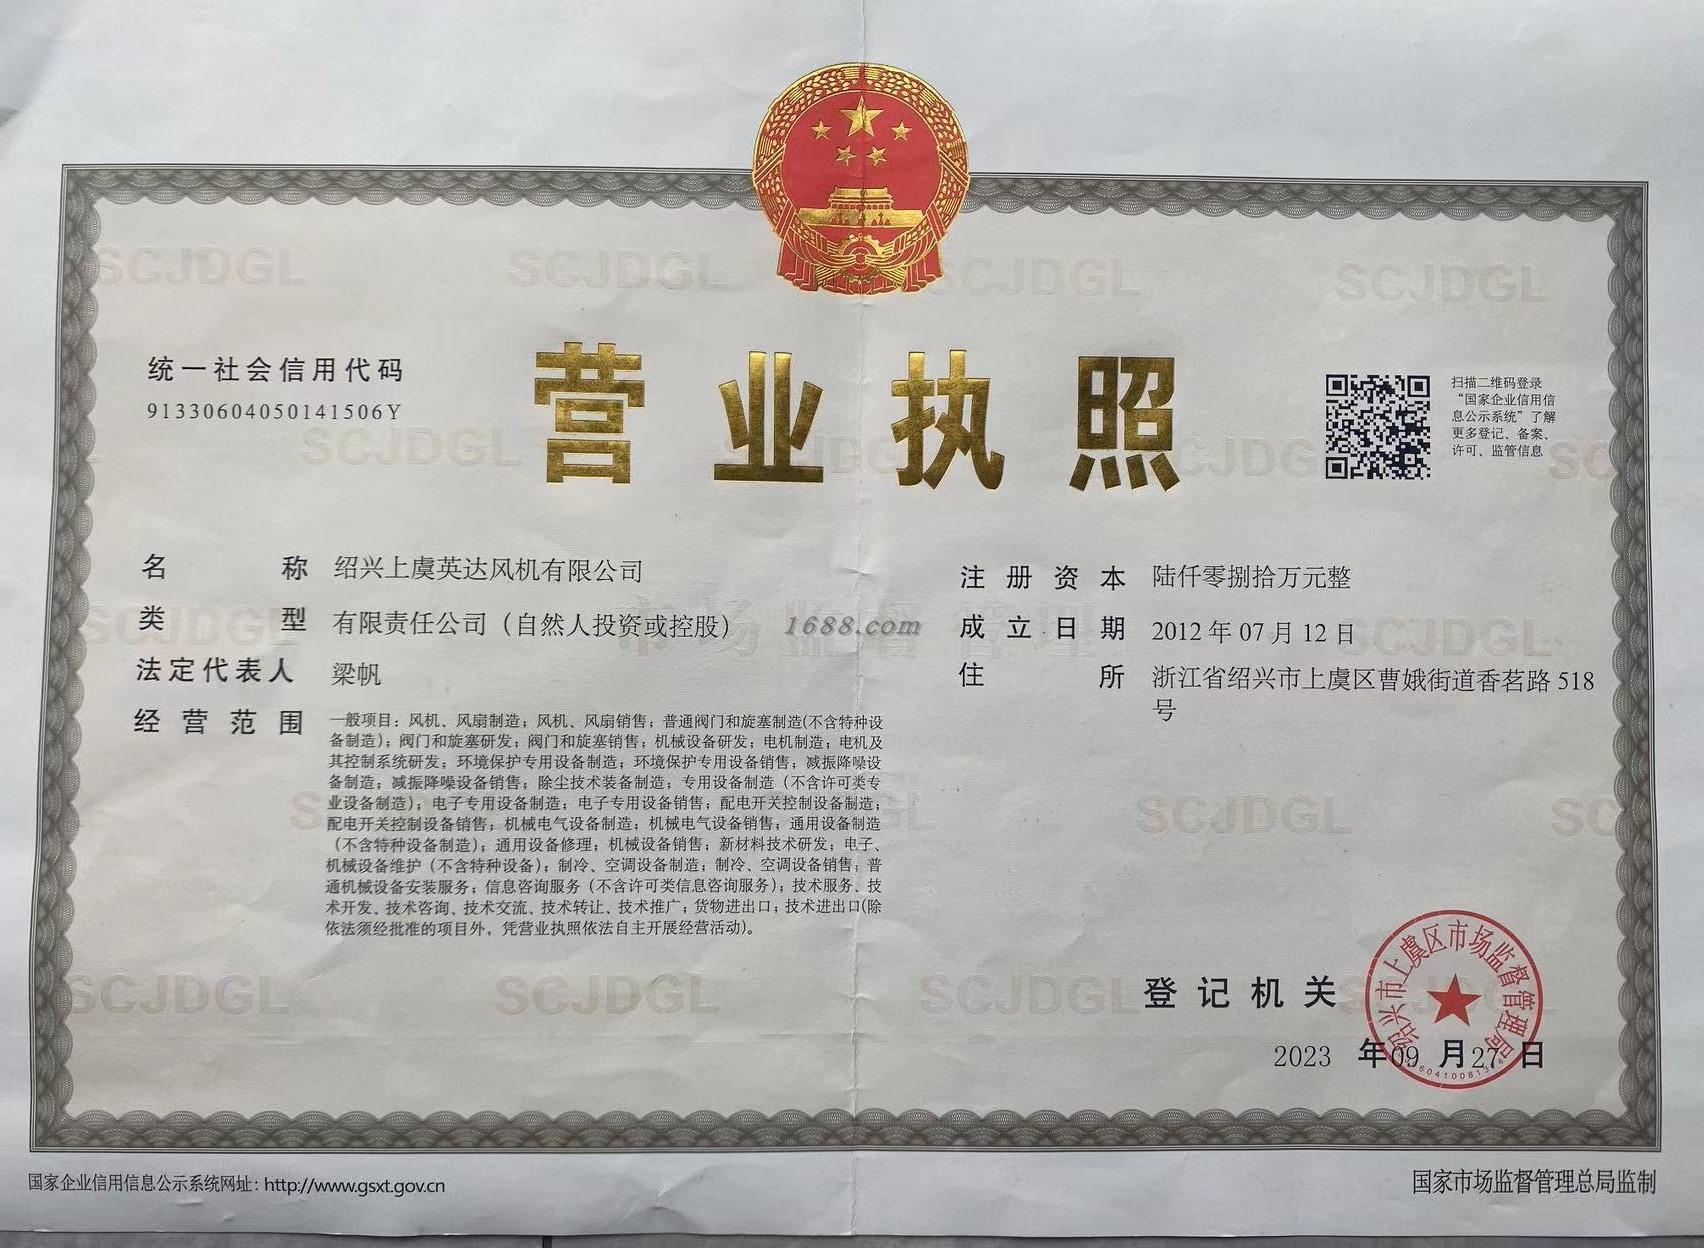 统一社会信用代码
91330604050141506Y
营业执照
扫描二维码登录
“国家企业信用信
息公示系统”了解
更多登记、备案、
许可、监管信息
名称 绍兴上虞英达风机有限公司
类型 有限责任公司（自然人投资或控股）
法定代表人 梁帆
经营范围 一般项目：风机、风扇制造；风机、风扇销售；普通阀门和旋塞制造(不含特种设
备制造)；阀门和旋塞研发；阀门和旋塞销售；机械设备研发；电机制造；电机及
其控制系统研发；环境保护专用设备制造；环境保护专用设备销售；减振降噪设
备制造；减振降噪设备销售；除尘技术装备制造；专用设备制造（不含许可类专
业设备制造）；电子专用设备制造；电子专用设备销售；配电开关控制设备制造；
配电开关控制设备销售；机械电气设备制造；机械电气设备销售；通用设备制造
（不含特种设备制造）；通用设备修理；机械设备销售；新材料技术研发；电子、
机械设备维护（不含特种设备）；制冷、空调设备制造；制冷、空调设备销售；普
通机械设备安装服务；信息咨询服务（不含许可类信息咨询服务）；技术服务、技
术开发、技术咨询、技术交流、技术转让、技术推广；货物进出口；技术进出口(除
依法须经批准的项目外，凭营业执照依法自主开展经营活动)。
注册资本 陆仟零捌拾万元整
成立日期 2012年07月12日
住所 浙江省绍兴市上虞区曹娥街道香茗路518
号
1688.com
市场监督管理
SCJDGL SCJDGL SCJDGL SCJDGL
登记机关
绍兴市上虞区市场监督管理局
2023 年09 月27 日
国家企业信用信息公示系统网址：http://www.gsxt.gov.cn
国家市场监督管理总局监制